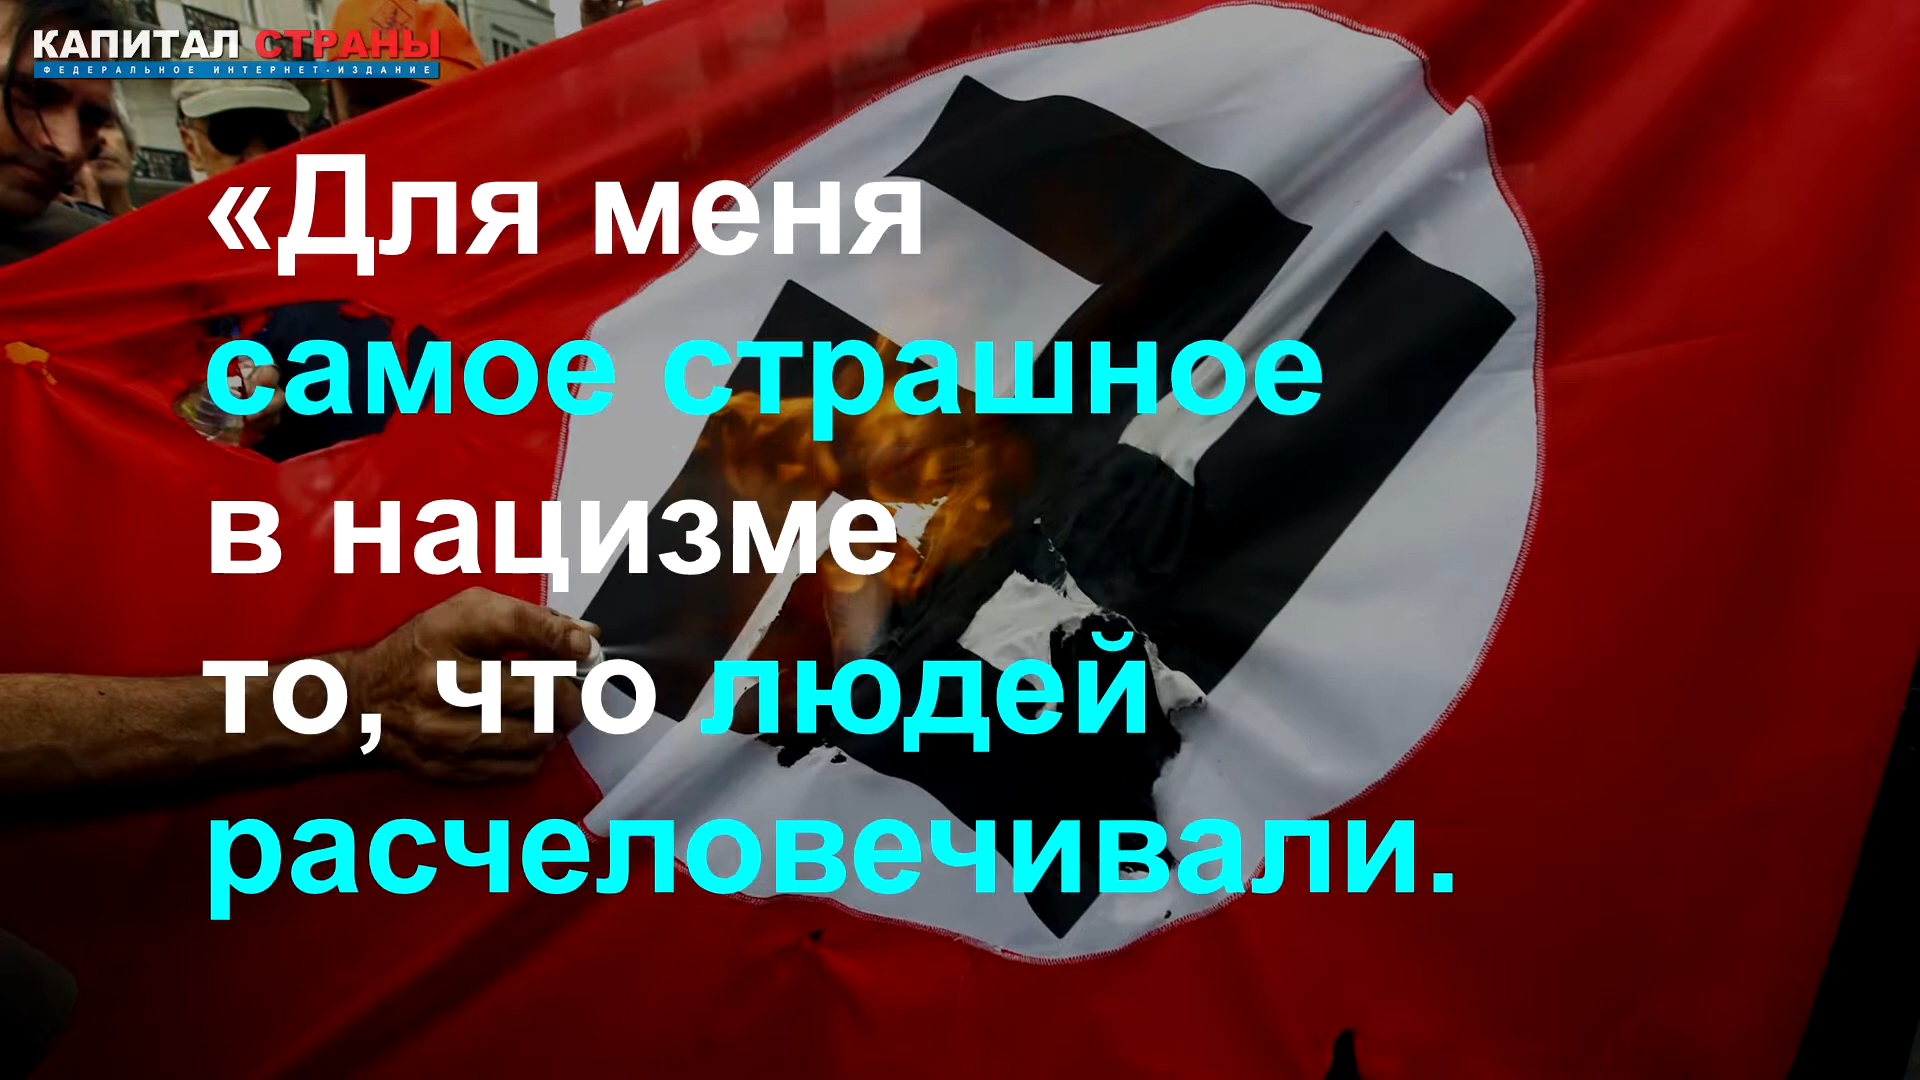 КАПИТАЛ СТРАНЫ
ФЕДЕРАЛЬНОЕ ИНТЕРНЕТ-ИЗДАНИЕ
«Для меня
самое страшное
в нацизме
то, что людей
расчеловечивали.